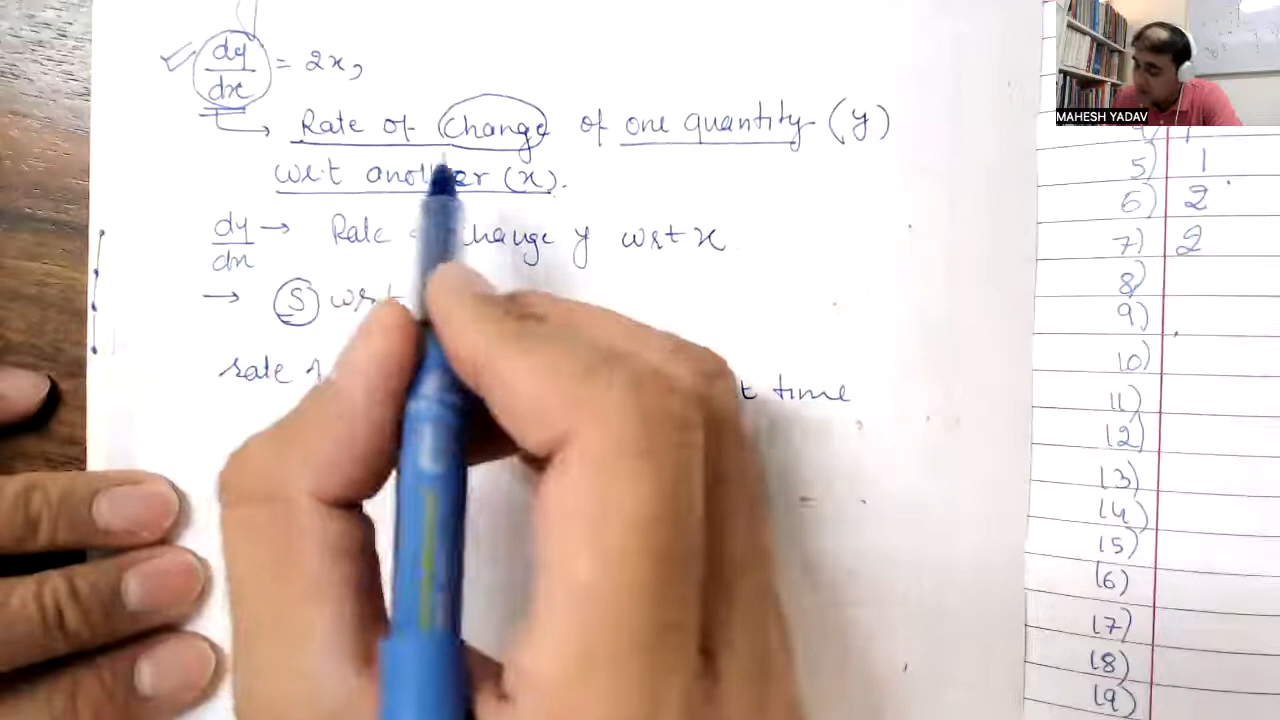 dy/dx = 2x,
Rate of change of one quantity (y)
w.r.t another (x).
dy/dx → Rate change y wrt x
→ S wrt
rate time
MAHESH YADAV
5) 1
6) 2
7) 2
8)
9)
10)
11)
12)
13)
14)
15)
16)
17)
18)
19)